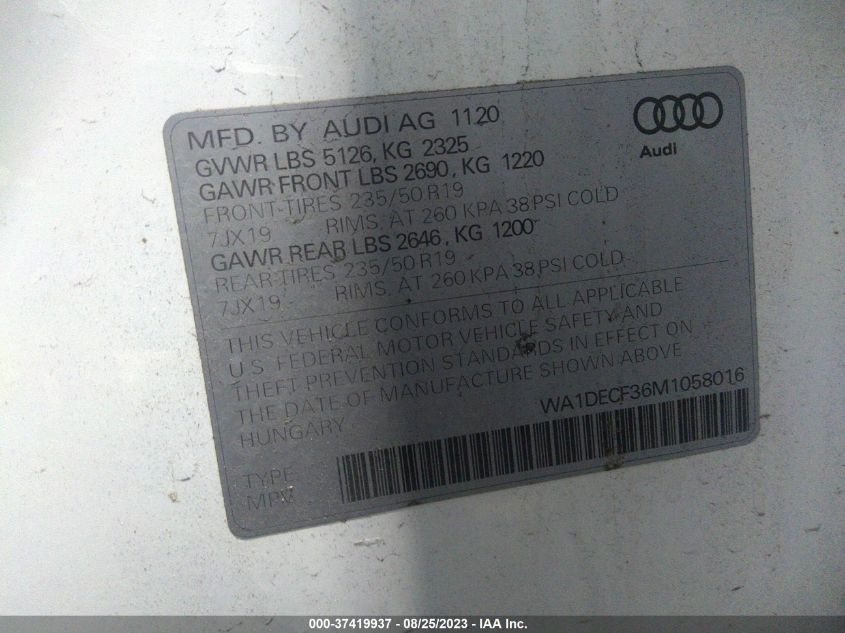 MFD. BY AUDI AG 1120
Audi
GVWR LBS 5126, KG 2325
GAWR FRONT LBS 2690, KG 1220
FRONT-TIRES 235/50 R19
7JX19 RIMS, AT 260 KPA 38 PSI COLD
GAWR REAR LBS 2646, KG 1200
REAR-TIRES 235/50 R19
7JX19 RIMS, AT 260 KPA 38 PSI COLD
THIS VEHICLE CONFORMS TO ALL APPLICABLE
U.S. FEDERAL MOTOR VEHICLE SAFETY AND
THEFT PREVENTION STANDARDS IN EFFECT ON
THE DATE OF MANUFACTURE SHOWN ABOVE
HUNGARY
WA1DECF36M1058016
TYPE
MPV
000-37419937 - 08/25/2023 - IAA Inc.